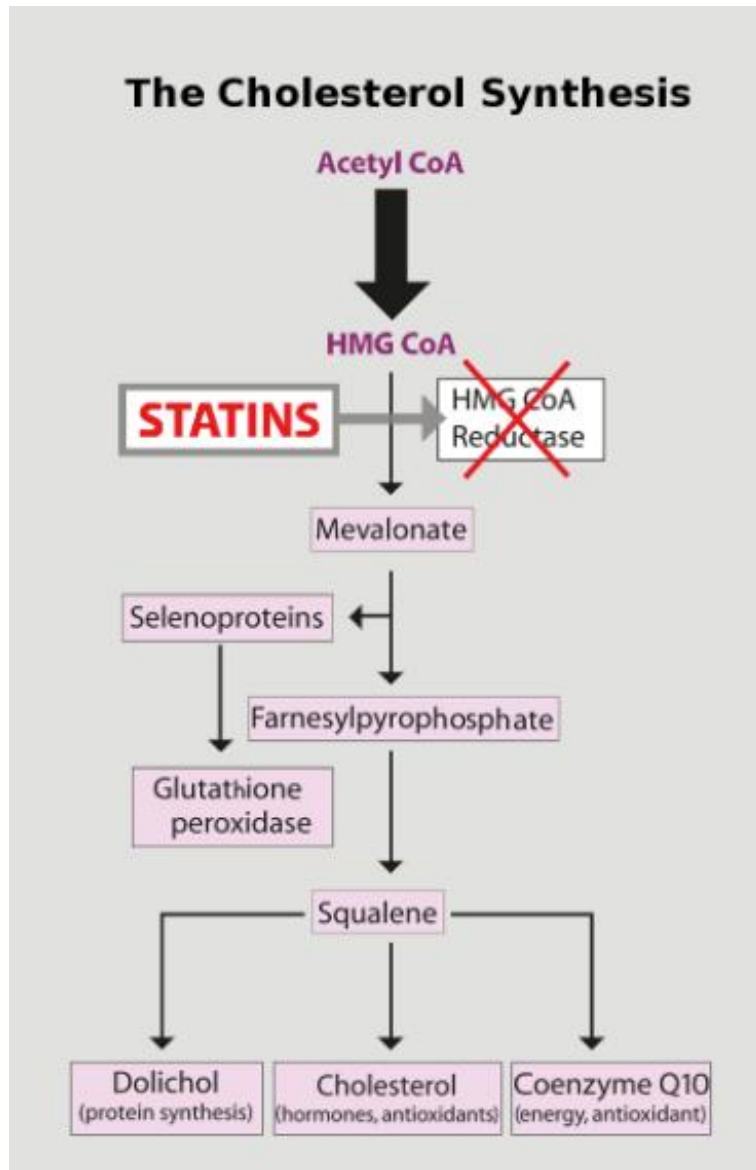 The Cholesterol Synthesis
Acetyl CoA
HMG CoA
STATINS
HMG CoA
Reductase
Mevalonate
Selenoproteins
Farnesylpyrophosphate
Glutathione
peroxidase
Squalene
Dolichol
(protein synthesis)
Cholesterol
(hormones, antioxidants)
Coenzyme Q10
(energy, antioxidant)